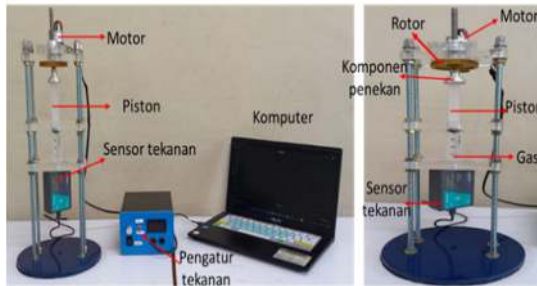 Motor
Piston
Sensor tekanan
Komputer
Pengatur
tekanan
Rotor
Motor
Komponen
penekan
Piston
Gas
Sensor
tekanan